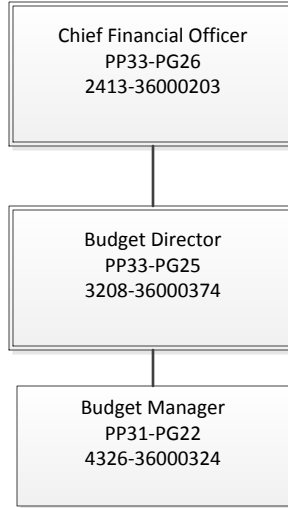 Chief Financial Officer
PP33-PG26
2413-36000203
Budget Director
PP33-PG25
3208-36000374
Budget Manager
PP31-PG22
4326-36000324